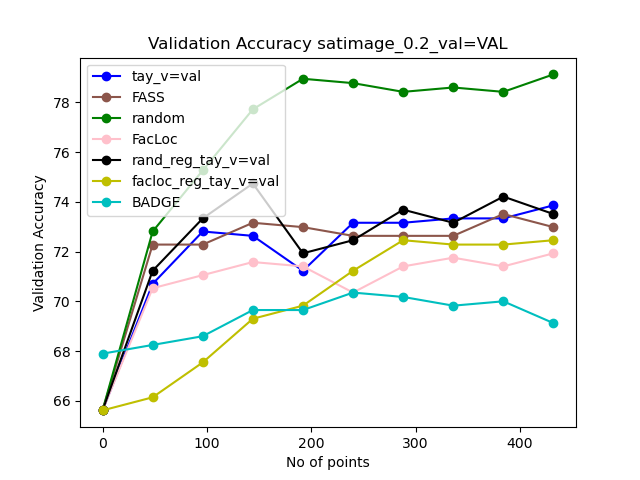 Validation Accuracy satimage_0.2_val=VAL
tay_v=val
FASS
random
FacLoc
rand_reg_tay_v=val
facloc_reg_tay_v=val
BADGE
Validation Accuracy
78
76
74
72
70
68
66
0
100
200
300
400
No of points